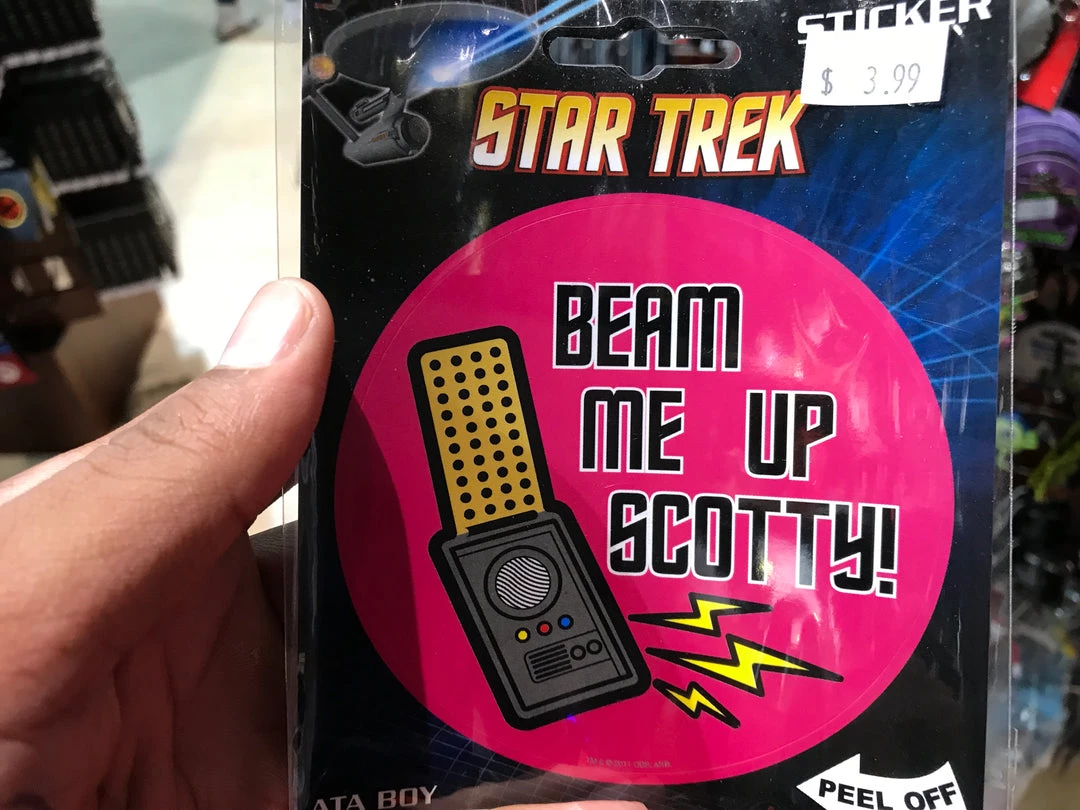 STICKER
$ 3.99
STAR TREK
BEAM
ME UP
SCOTTY!
ATA BOY
PEEL OFF